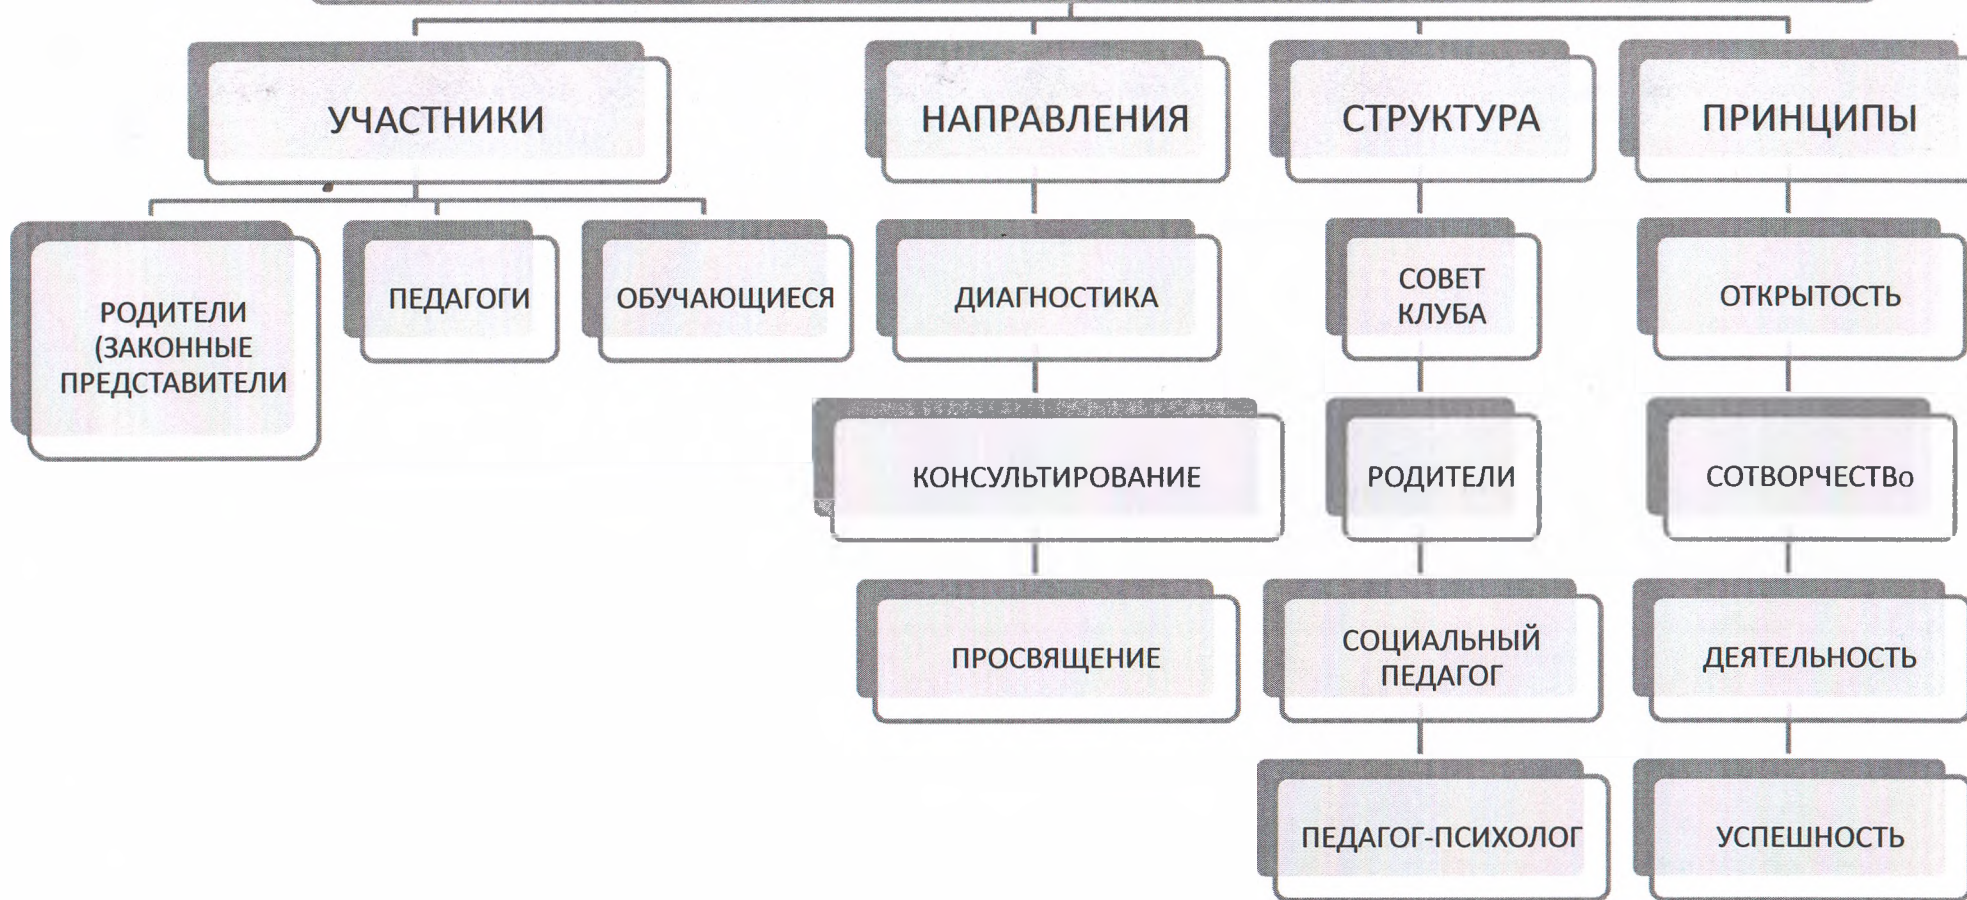 УЧАСТНИКИ
НАПРАВЛЕНИЯ
СТРУКТУРА
ПРИНЦИПЫ
РОДИТЕЛИ
(ЗАКОННЫЕ
ПРЕДСТАВИТЕЛИ
ПЕДАГОГИ
ОБУЧАЮЩИЕСЯ
ДИАГНОСТИКА
СОВЕТ
КЛУБА
ОТКРЫТОСТЬ
КОНСУЛЬТИРОВАНИЕ
РОДИТЕЛИ
СОТВОРЧЕСТВо
ПРОСВЯЩЕНИЕ
СОЦИАЛЬНЫЙ
ПЕДАГОГ
ДЕЯТЕЛЬНОСТЬ
ПЕДАГОГ-ПСИХОЛОГ
УСПЕШНОСТЬ